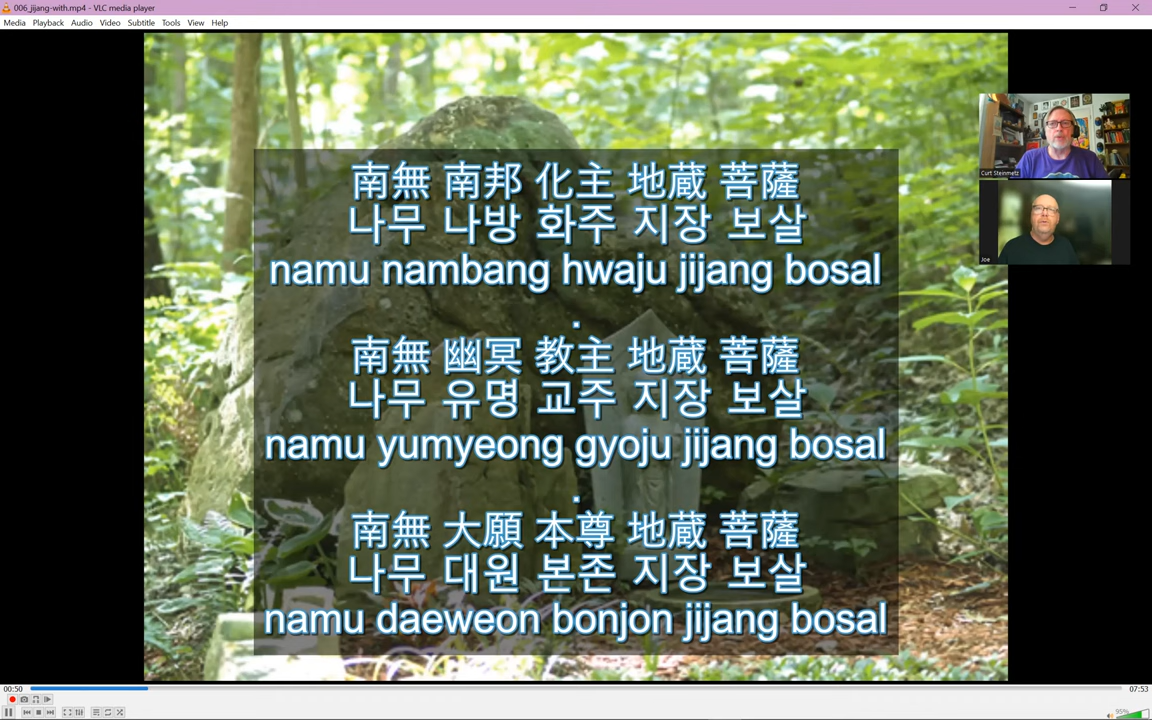 006_jijang-with.mp4 - VLC media player
Media Playback Audio Video Subtitle Tools View Help
南無 南邦 化主 地蔵 菩薩
나무 나방 화주 지장 보살
namu nambang hwaju jijang bosal
.
南無 幽冥 教主 地蔵 菩薩
나무 유명 교주 지장 보살
namu yumyeong gyoju jijang bosal
.
南無 大願 本尊 地蔵 菩薩
나무 대원 본존 지장 보살
namu daeweon bonjon jijang bosal
Curt Steinmetz
Joe
00:50
07:53
95%